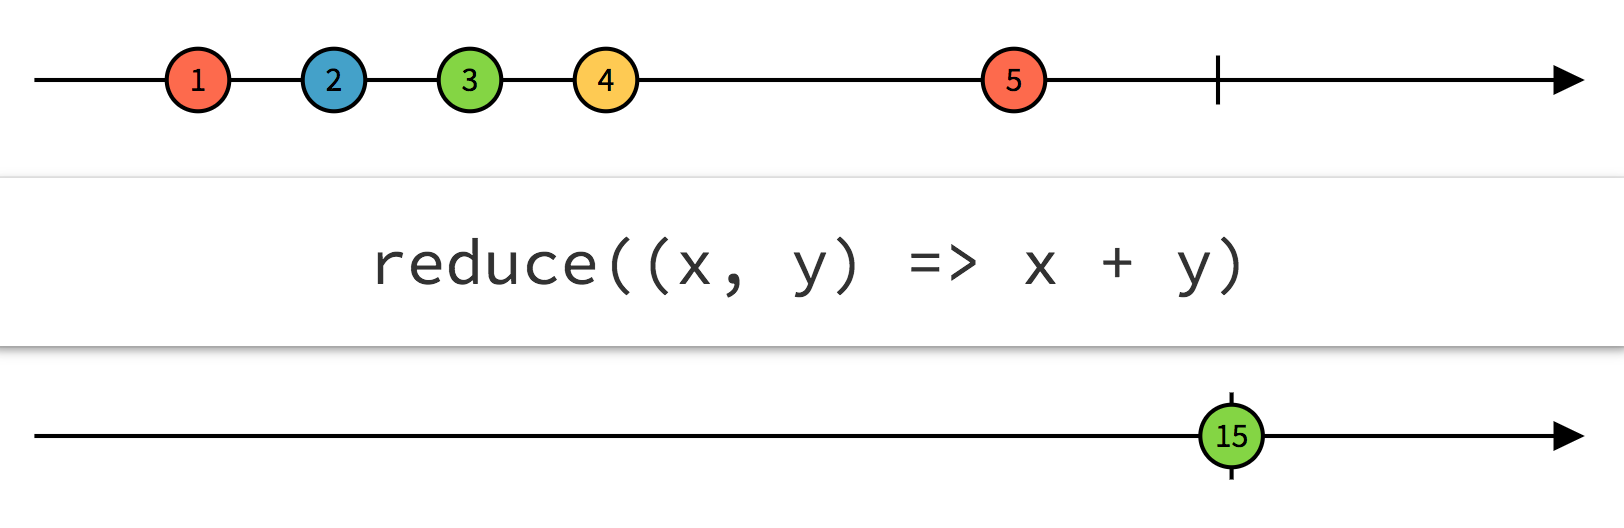 1 2 3 4 5
reduce((x, y) => x + y)
15